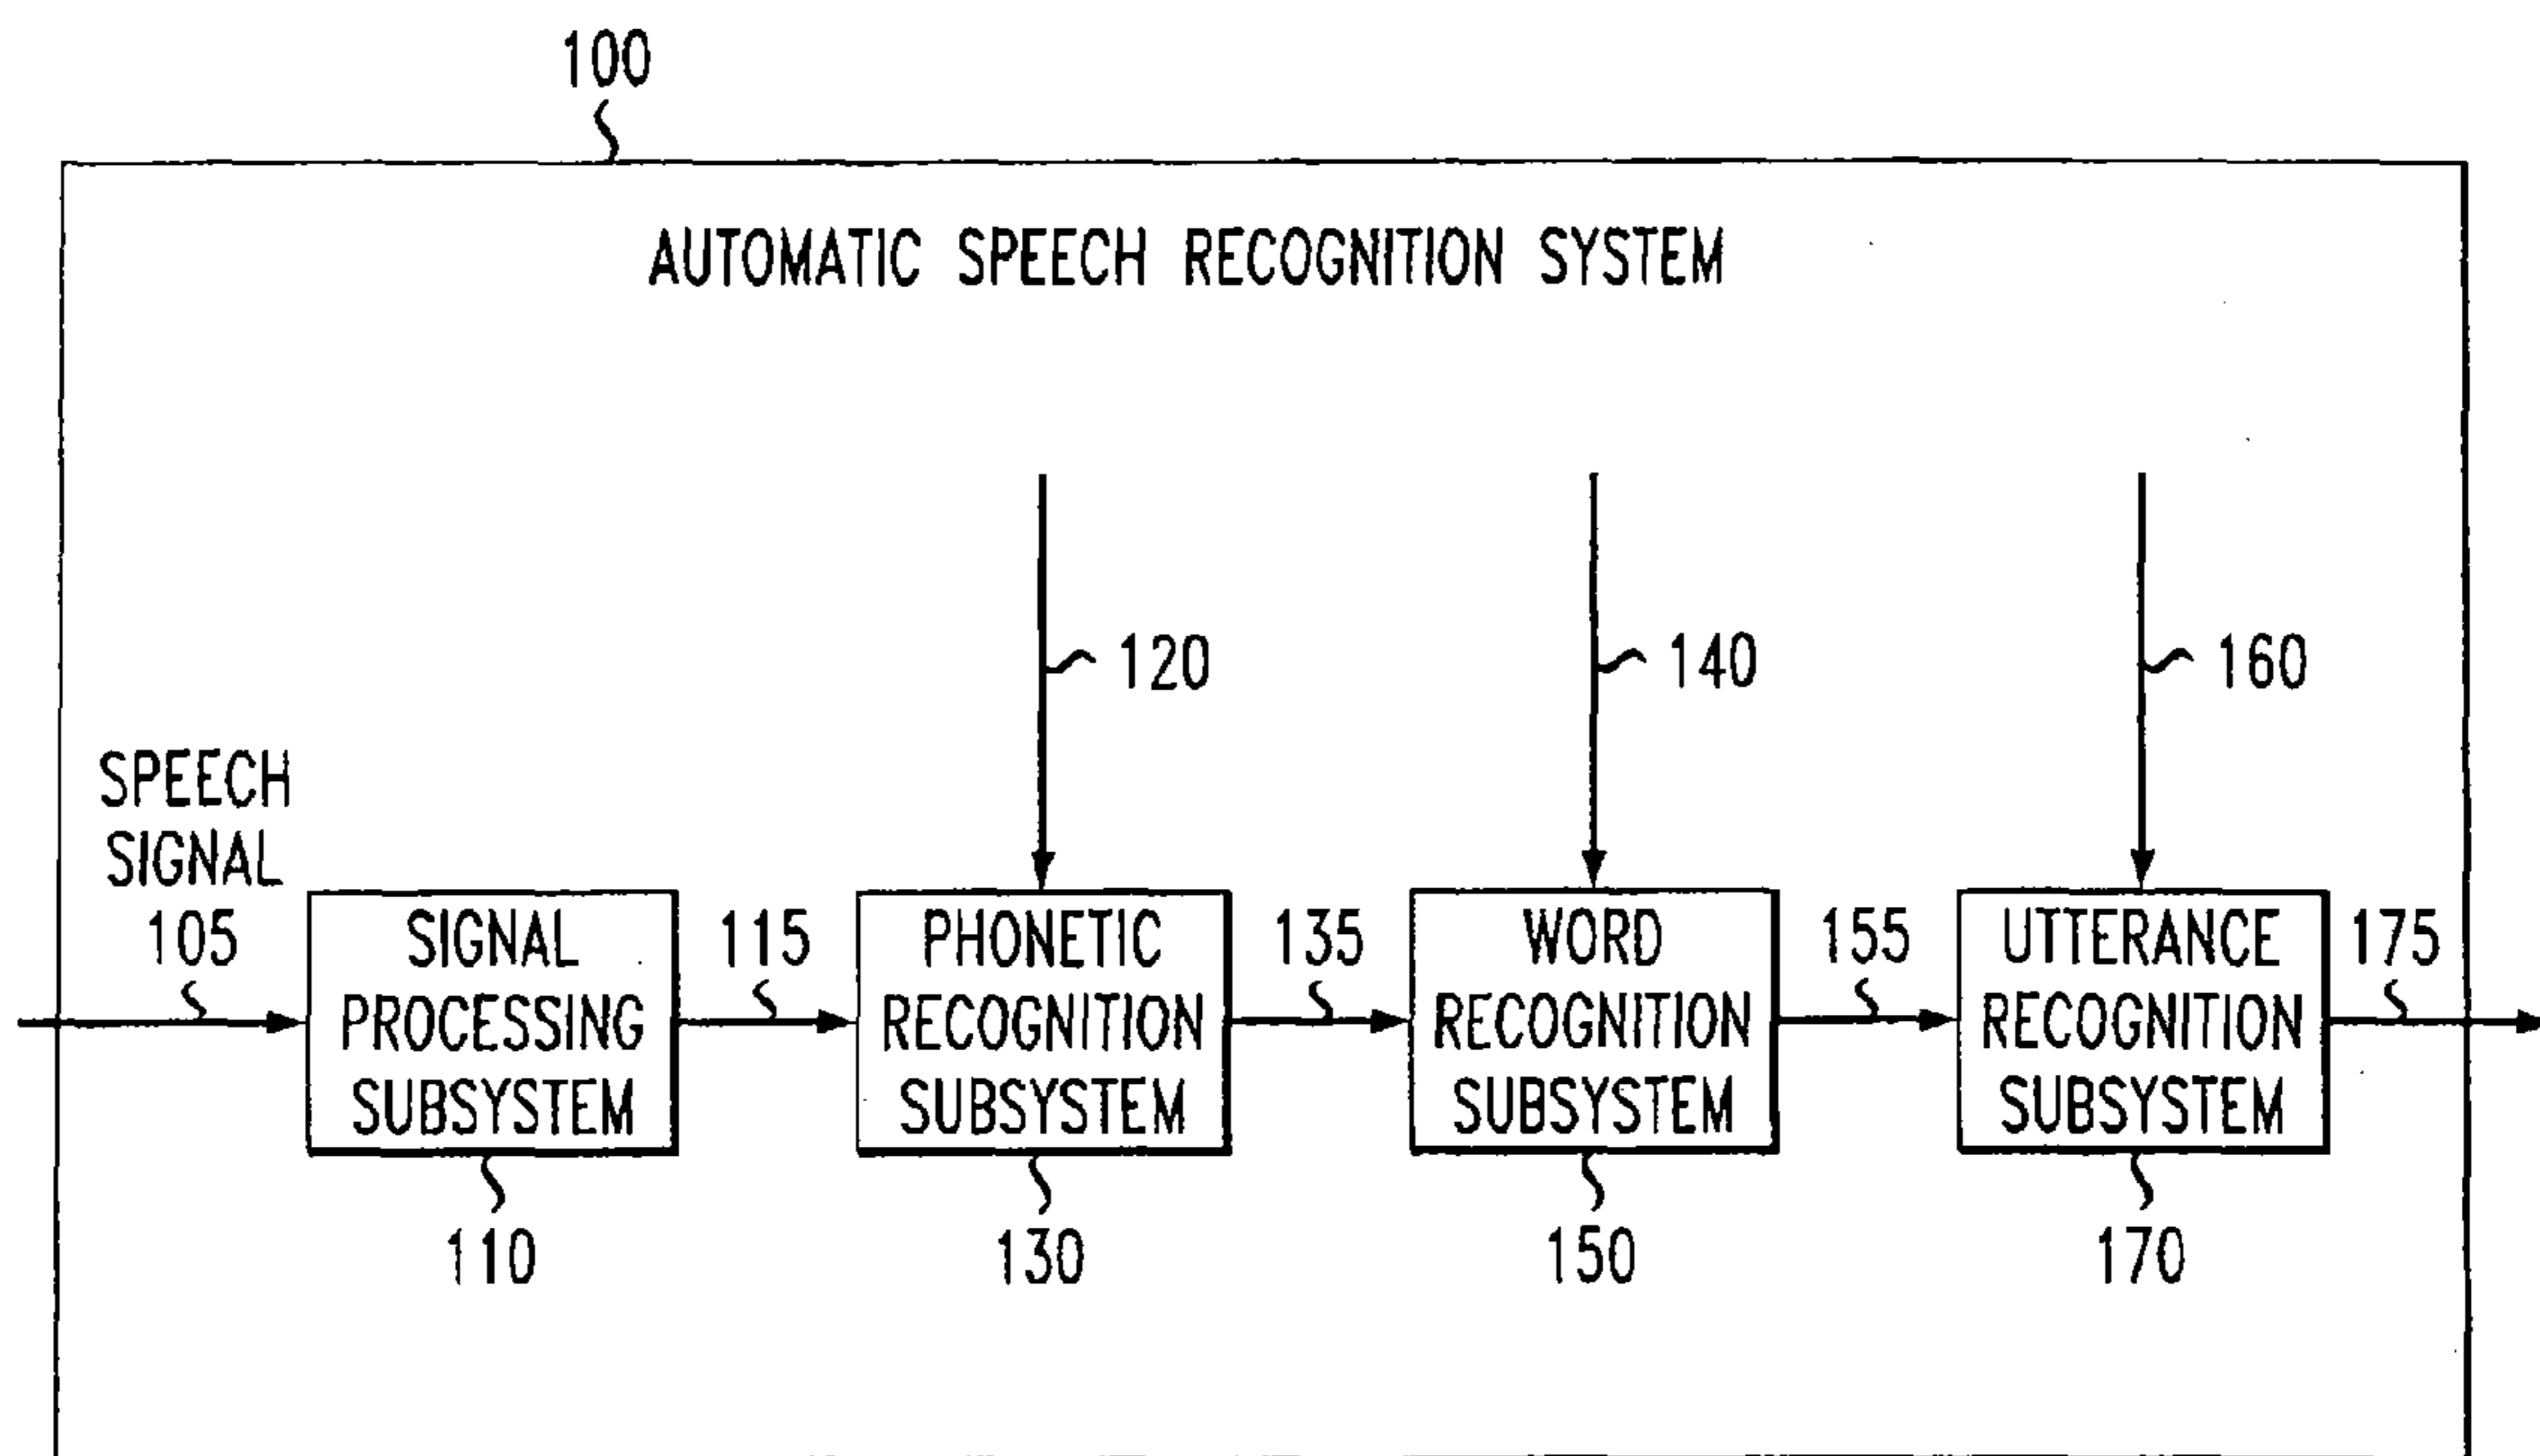 100
AUTOMATIC SPEECH RECOGNITION SYSTEM
120
140
160
SPEECH
SIGNAL
105
SIGNAL
PROCESSING
SUBSYSTEM
110
115
PHONETIC
RECOGNITION
SUBSYSTEM
130
135
WORD
RECOGNITION
SUBSYSTEM
150
155
UTTERANCE
RECOGNITION
SUBSYSTEM
170
175